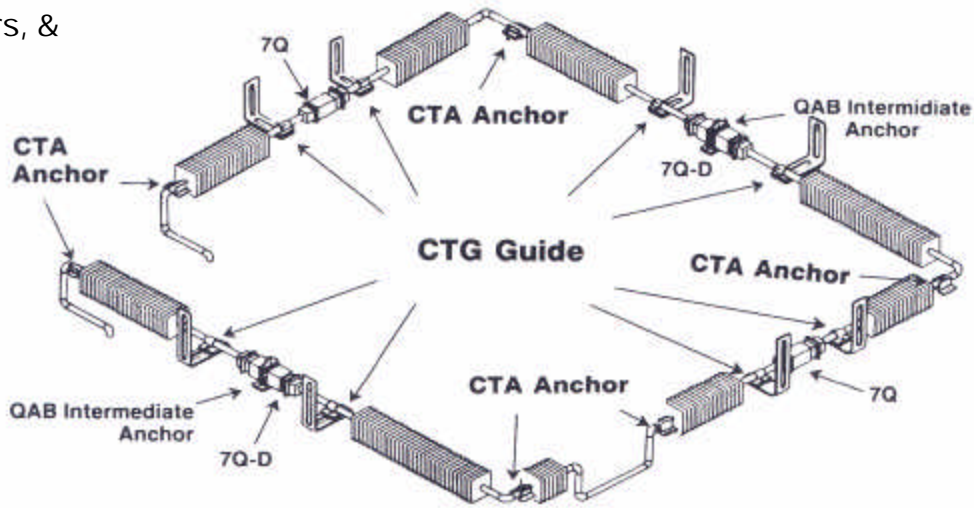 rs, &
7Q
CTA Anchor
QAB Intermidiate
Anchor
CTA
Anchor
7Q-D
CTG Guide
CTA Anchor
CTA Anchor
QAB Intermediate
Anchor
7Q
7Q-D